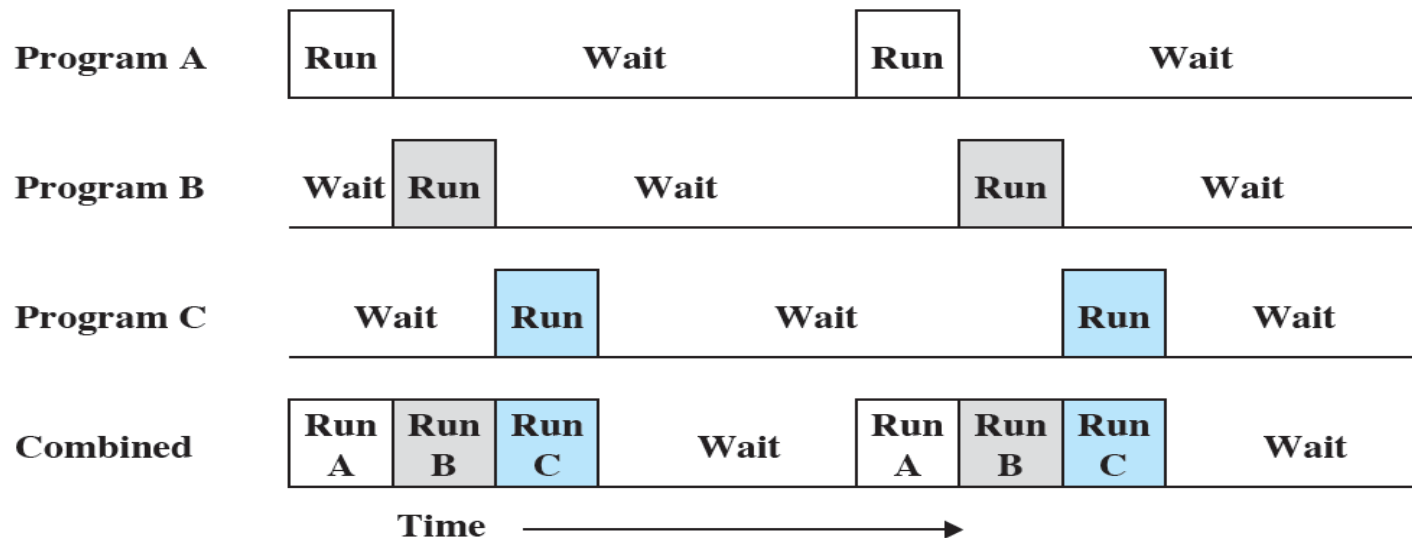 Program A Run Wait Run Wait
Program B Wait Run Wait Run Wait
Program C Wait Run Wait Run Wait
Combined Run A Run B Run C Wait Run A Run B Run C Wait
Time